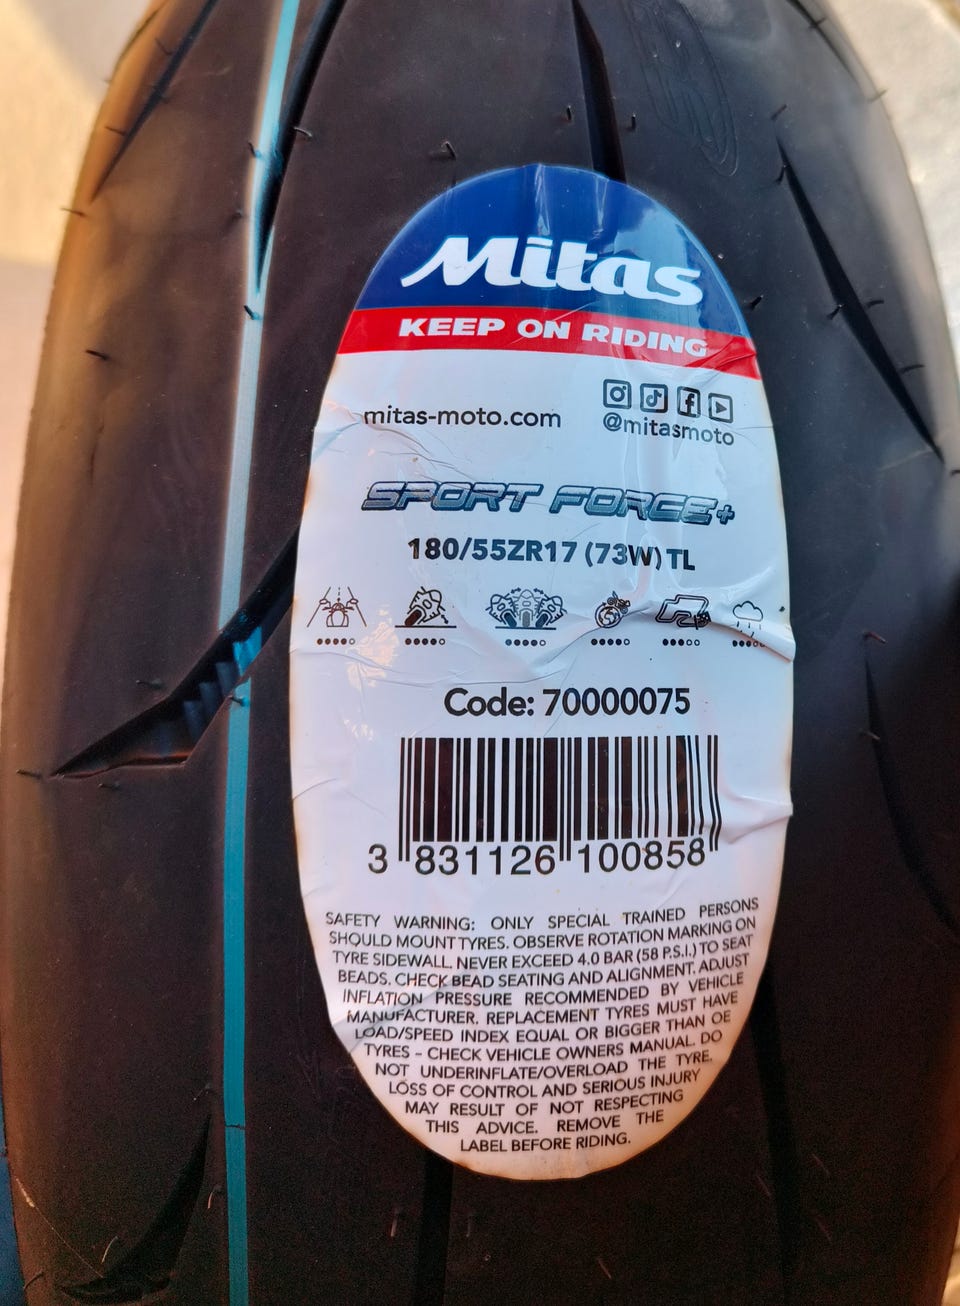 Mitas
KEEP ON RIDING
mitas-moto.com
@mitasmoto
SPORT FORCE+
180/55ZR17 (73W) TL
Code: 70000075
3 831126 100858
SAFETY WARNING: ONLY SPECIAL TRAINED PERSONS
SHOULD MOUNT TYRES. OBSERVE ROTATION MARKING ON
TYRE SIDEWALL. NEVER EXCEED 4.0 BAR (58 P.S.I.) TO SEAT
BEADS. CHECK BEAD SEATING AND ALIGNMENT. ADJUST
INFLATION PRESSURE RECOMMENDED BY VEHICLE
MANUFACTURER. REPLACEMENT TYRES MUST HAVE
LOAD/SPEED INDEX EQUAL OR BIGGER THAN OE
TYRES – CHECK VEHICLE OWNERS MANUAL. DO
NOT UNDERINFLATE/OVERLOAD THE TYRE.
LOSS OF CONTROL AND SERIOUS INJURY
MAY RESULT OF NOT RESPECTING
THIS ADVICE. REMOVE THE
LABEL BEFORE RIDING.